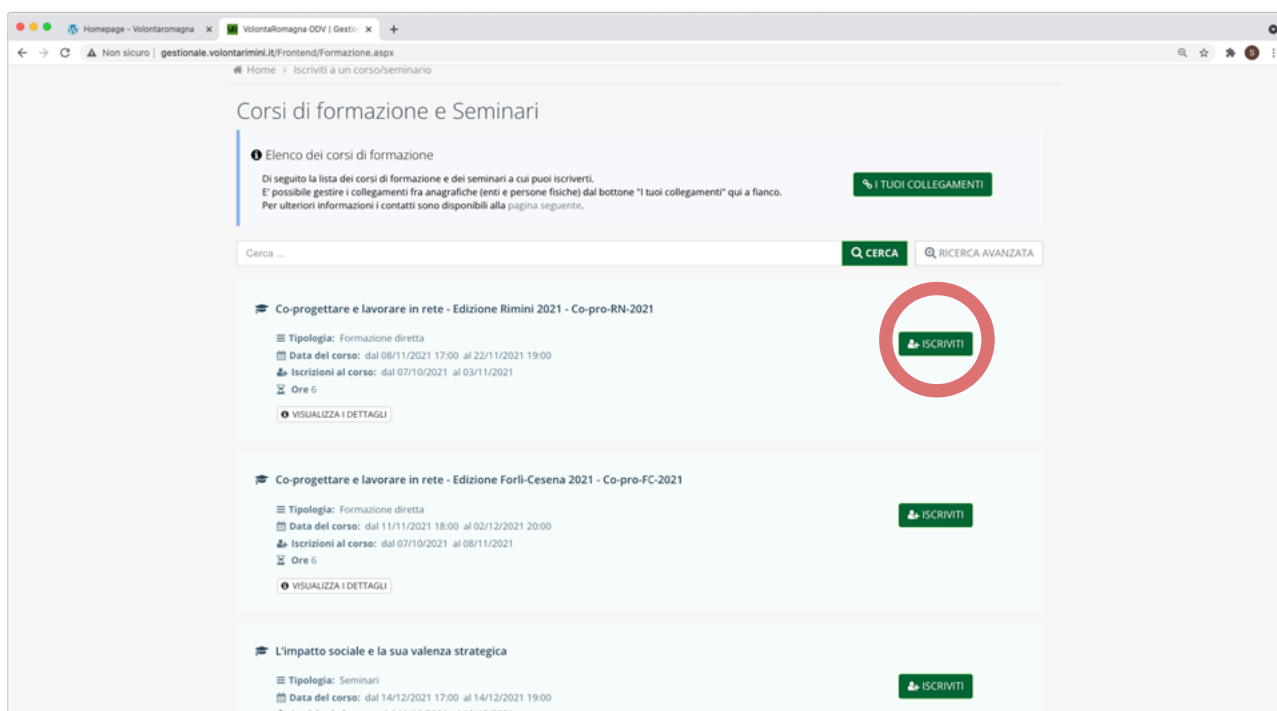 Homepage - Volontaromagna x
VolontaRomagna ODV | Gestio x +
Non sicuro | gestionale.volontarimini.it/Frontend/Formazione.aspx
S
Home > Iscriviti a un corso/seminario
Corsi di formazione e Seminari
Elenco dei corsi di formazione
Di seguito la lista dei corsi di formazione e dei seminari a cui puoi iscriverti.
E' possibile gestire i collegamenti fra anagrafiche (enti e persone fisiche) dal bottone "I tuoi collegamenti" qui a fianco.
Per ulteriori informazioni i contatti sono disponibili alla pagina seguente.
I TUOI COLLEGAMENTI
Cerca ...
CERCA
RICERCA AVANZATA
Co-progettare e lavorare in rete - Edizione Rimini 2021 - Co-pro-RN-2021
Tipologia: Formazione diretta
Data del corso: dal 08/11/2021 17:00 al 22/11/2021 19:00
Iscrizioni al corso: dal 07/10/2021 al 03/11/2021
Ore 6
VISUALIZZA I DETTAGLI
ISCRIVITI
Co-progettare e lavorare in rete - Edizione Forlì-Cesena 2021 - Co-pro-FC-2021
Tipologia: Formazione diretta
Data del corso: dal 11/11/2021 18:00 al 02/12/2021 20:00
Iscrizioni al corso: dal 07/10/2021 al 08/11/2021
Ore 6
VISUALIZZA I DETTAGLI
ISCRIVITI
L'impatto sociale e la sua valenza strategica
Tipologia: Seminari
Data del corso: dal 14/12/2021 17:00 al 14/12/2021 19:00
ISCRIVITI